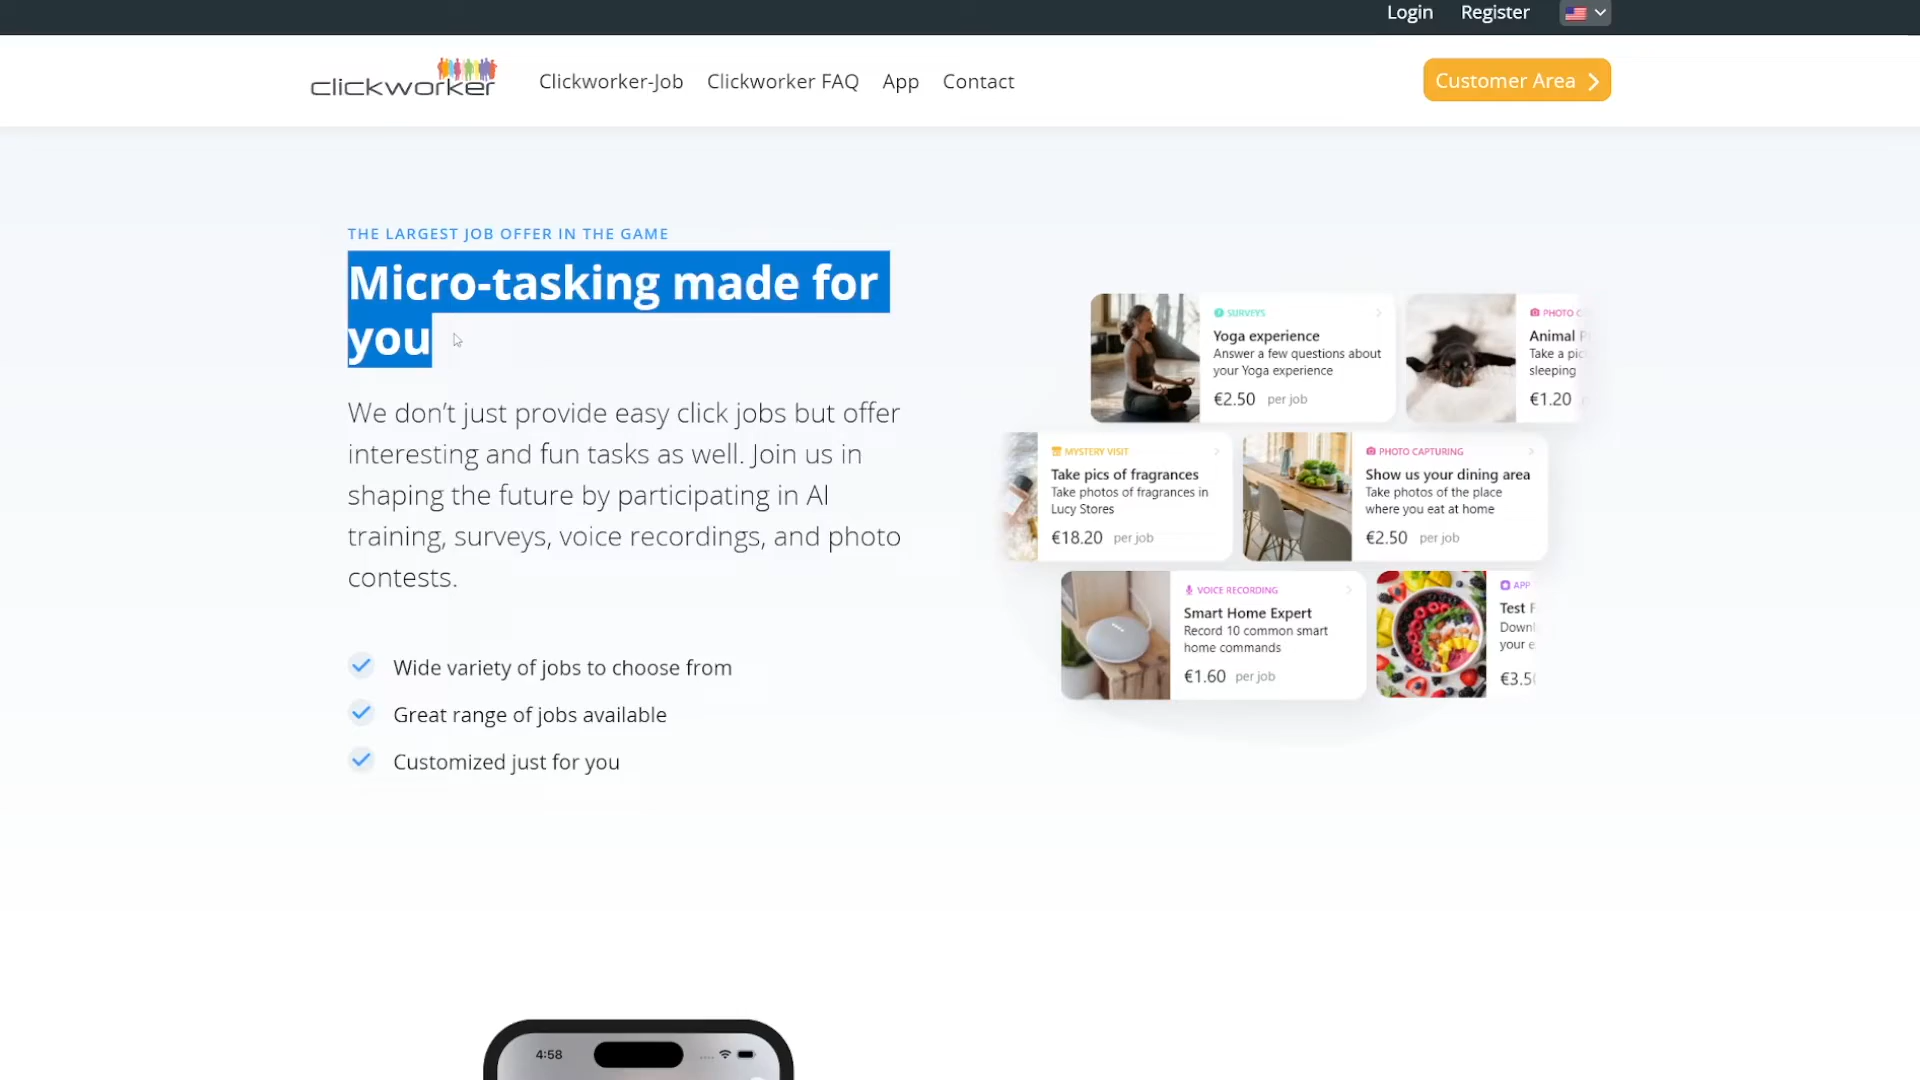 Login Register
clickworker Clickworker-Job Clickworker FAQ App Contact Customer Area
THE LARGEST JOB OFFER IN THE GAME
Micro-tasking made for
you
We don't just provide easy click jobs but offer
interesting and fun tasks as well. Join us in
shaping the future by participating in AI
training, surveys, voice recordings, and photo
contests.
Wide variety of jobs to choose from
Great range of jobs available
Customized just for you
SURVEYS
Yoga experience
Answer a few questions about
your Yoga experience
€2.50 per job
PHOTO
Animal
Take a
sleeping
€1.20
MYSTERY VISIT
Take pics of fragrances
Take photos of fragrances in
Lucy Stores
€18.20 per job
PHOTO CAPTURING
Show us your dining area
Take photos of the place
where you eat at home
€2.50 per job
VOICE RECORDING
Smart Home Expert
Record 10 common smart
home commands
€1.60 per job
APP
Test
your
€3.50
4:58